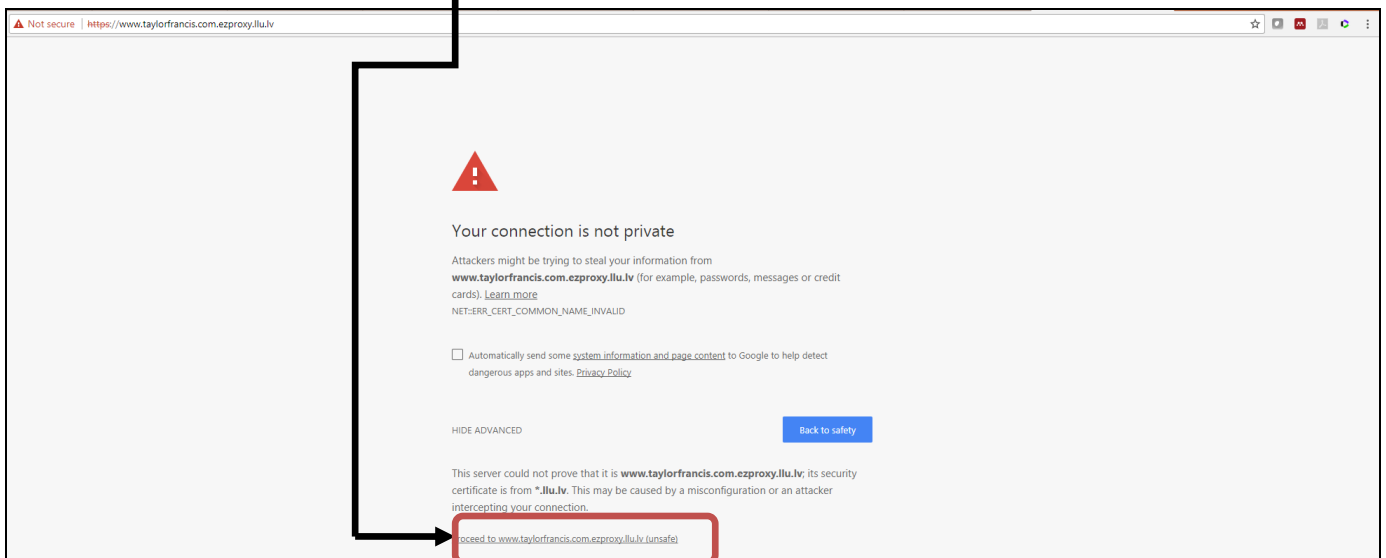 Not secure | https://www.taylorfrancis.com.ezproxy.llu.lv
Your connection is not private
Attackers might be trying to steal your information from
www.taylorfrancis.com.ezproxy.llu.lv (for example, passwords, messages or credit
cards). Learn more
NET::ERR_CERT_COMMON_NAME_INVALID
Automatically send some system information and page content to Google to help detect
dangerous apps and sites. Privacy Policy
HIDE ADVANCED
Back to safety
This server could not prove that it is www.taylorfrancis.com.ezproxy.llu.lv; its security
certificate is from *.llu.lv. This may be caused by a misconfiguration or an attacker
intercepting your connection.
roceed to www.taylorfrancis.com.ezproxy.llu.lv (unsafe)